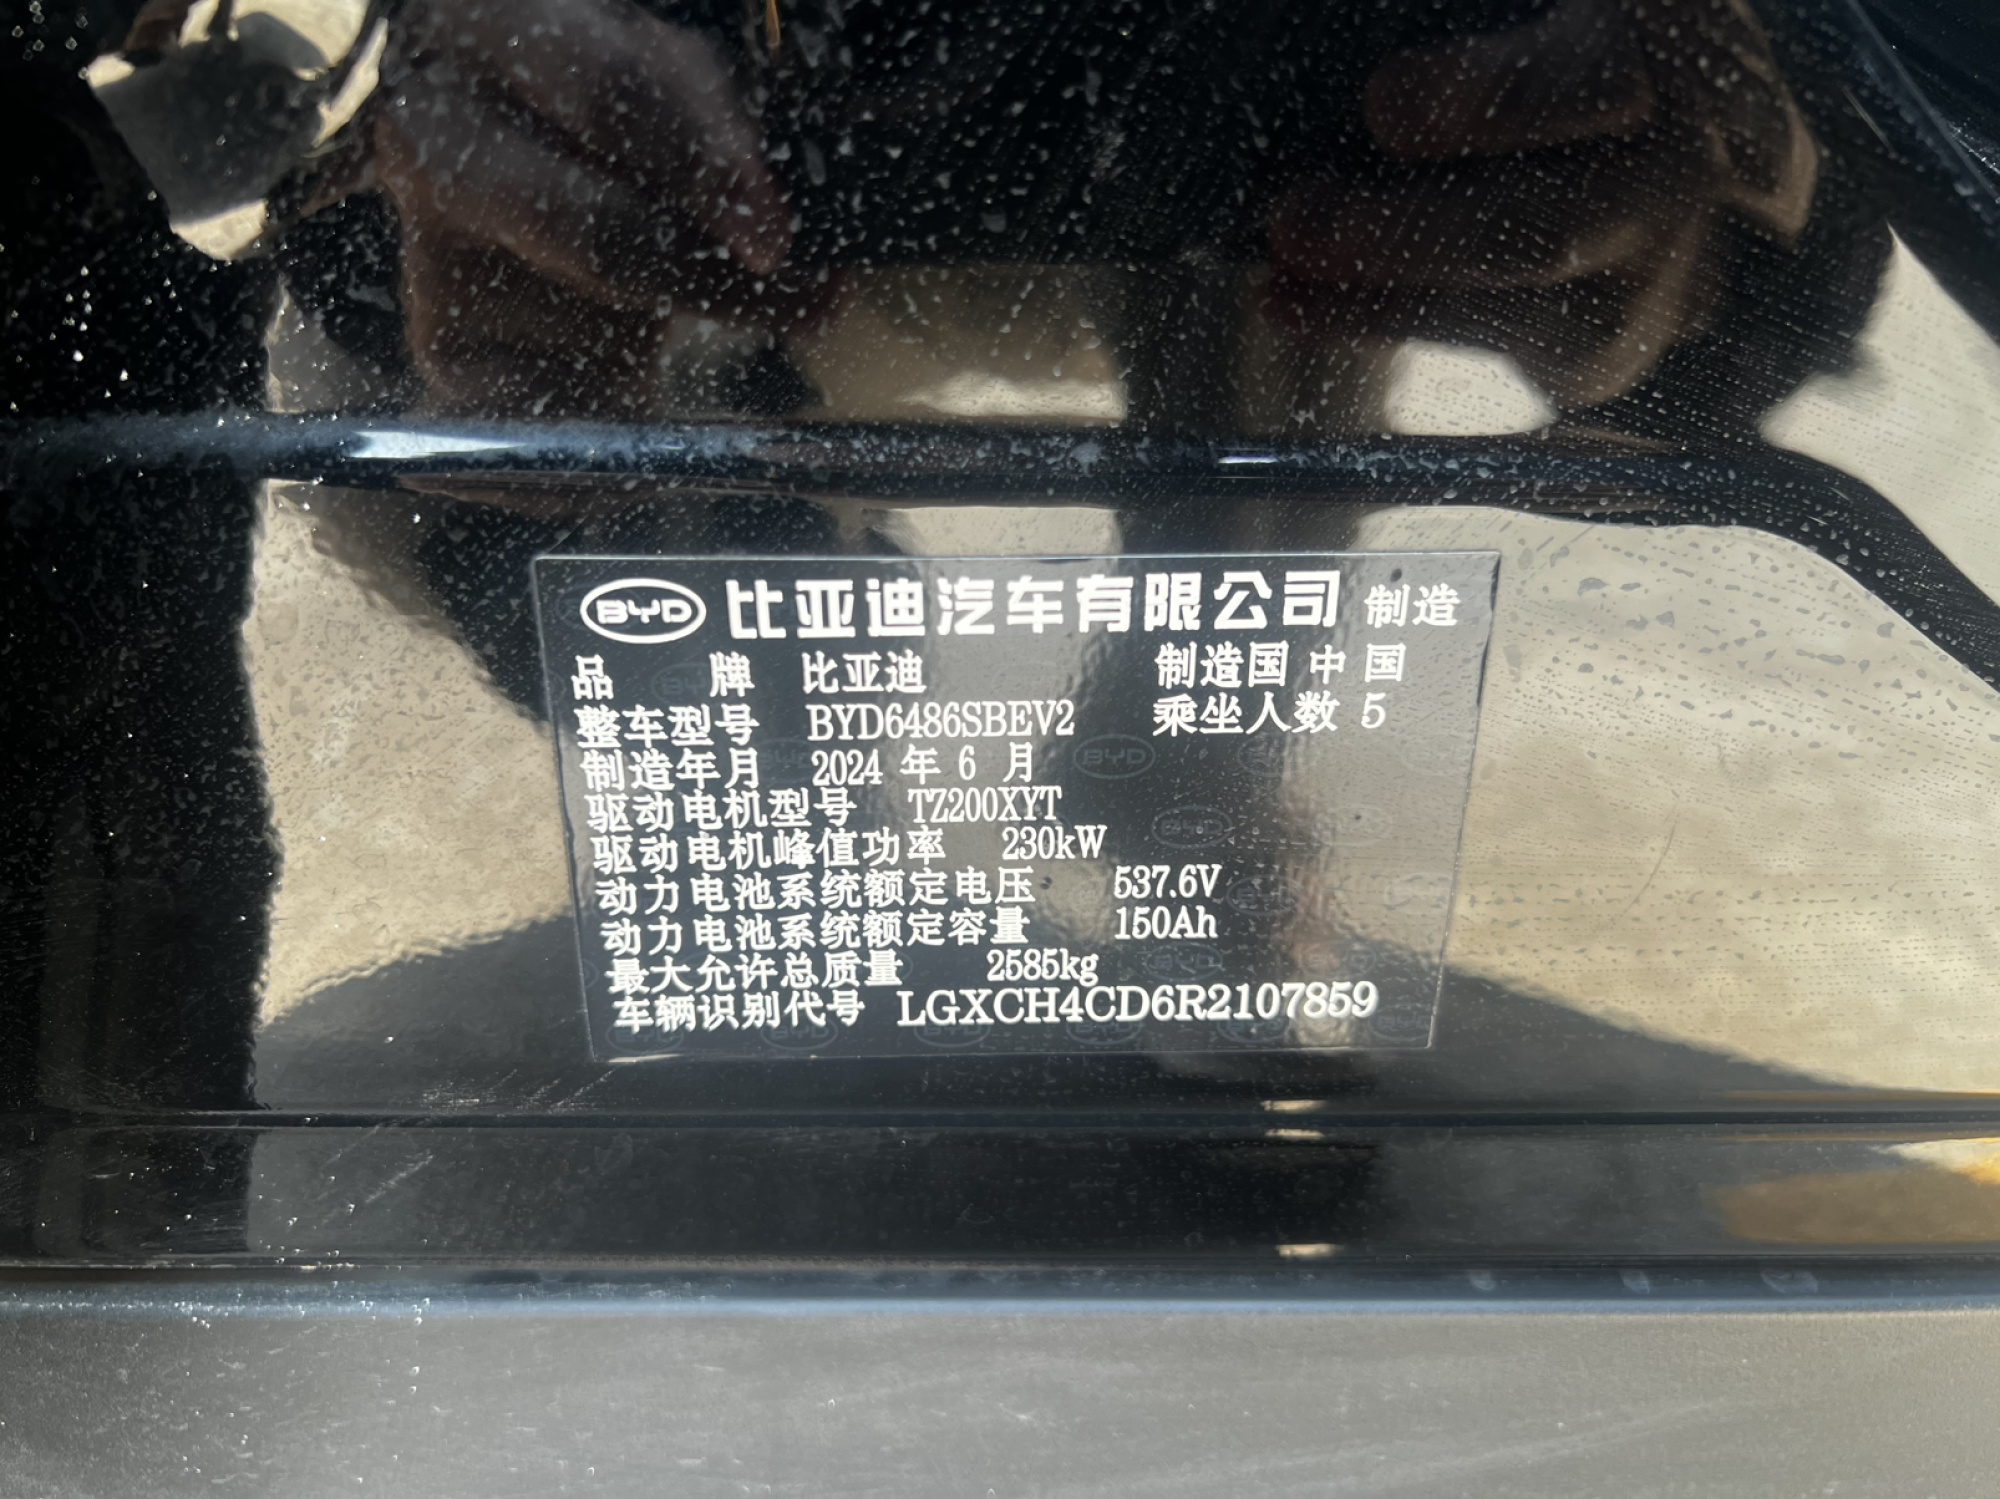 BYD 比亚迪汽车有限公司 制造
品 牌 比亚迪 制造国 中国
整车型号 BYD6486SBEV2 乘坐人数 5
制造年月 2024 年 6 月
驱动电机型号 TZ200XYT
驱动电机峰值功率 230kW
动力电池系统额定电压 537.6V
动力电池系统额定容量 150Ah
最大允许总质量 2585kg
车辆识别代号 LGXCH4CD6R2107859